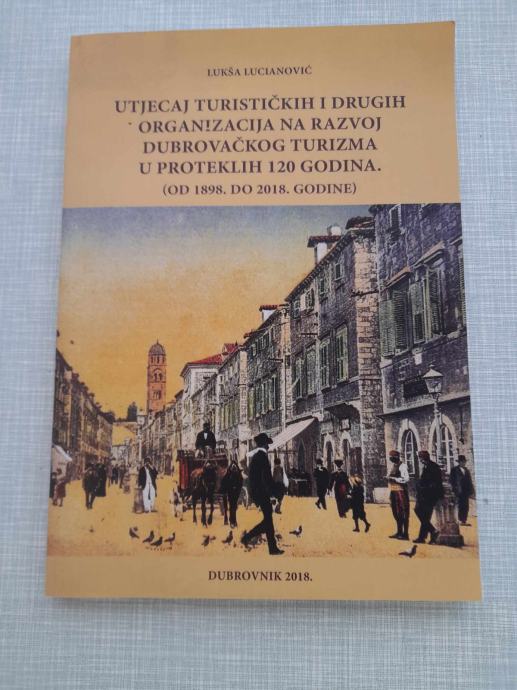 LUKŠA LUCIANOVIĆ
UTJECAJ TURISTIČKIH I DRUGIH
ORGANIZACIJA NA RAZVOJ
DUBROVAČKOG TURIZMA
U PROTEKLIH 120 GODINA.
(OD 1898. DO 2018. GODINE)
DUBROVNIK 2018.